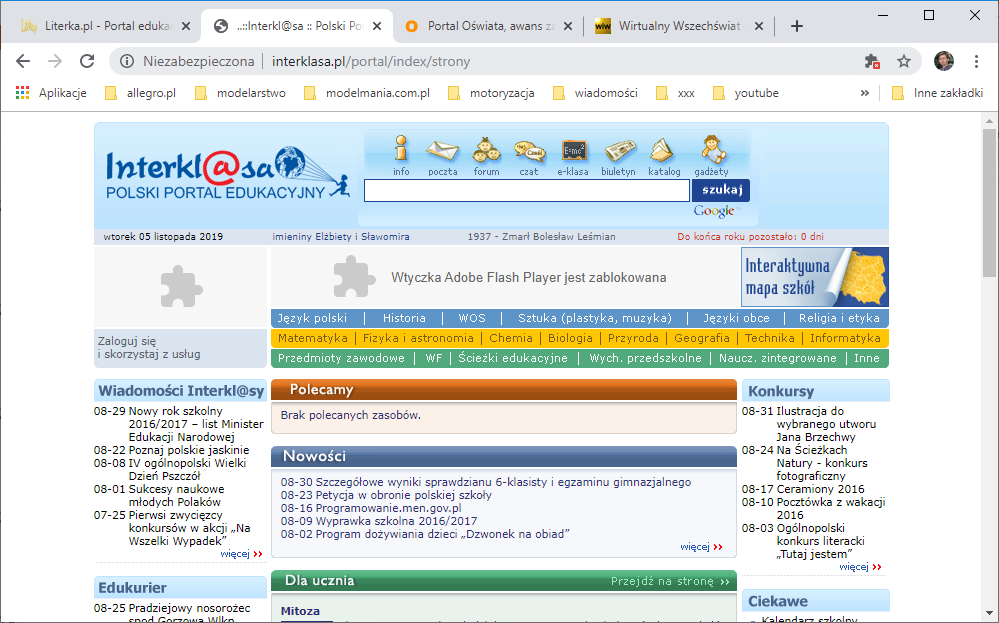 Literka.pl - Portal eduka
..::Interkl@sa :: Polski Po
Portal Oświata, awans za
Wirtualny Wszechświat
Niezabezpieczona
interklasa.pl/portal/index/strony
Aplikacje
allegro.pl
modelarstwo
modelmania.com.pl
motoryzacja
wiadomości
xxx
youtube
»
Inne zakładki
Interkl@sa
POLSKI PORTAL EDUKACYJNY
info
poczta
forum
czat
e-klasa
biuletyn
katalog
gadżety
szukaj
Google
wtorek 05 listopada 2019
imieniny Elżbiety i Sławomira
1937 - Zmarł Bolesław Leśmian
Do końca roku pozostało: 0 dni
Wtyczka Adobe Flash Player jest zablokowana
Interaktywna
mapa szkół
Zaloguj się
i skorzystaj z usług
Język polski | Historia | WOS | Sztuka (plastyka, muzyka) | Języki obce | Religia i etyka
Matematyka | Fizyka i astronomia | Chemia | Biologia | Przyroda | Geografia | Technika | Informatyka
Przedmioty zawodowe | WF | Ścieżki edukacyjne | Wych. przedszkolne | Naucz. zintegrowane | Inne
Wiadomości Interkl@sy
08-29 Nowy rok szkolny
2016/2017 – list Minister
Edukacji Narodowej
08-22 Poznaj polskie jaskinie
08-08 IV ogólnopolski Wielki
Dzień Pszczół
08-01 Sukcesy naukowe
młodych Polaków
07-25 Pierwsi zwycięzcy
konkursów w akcji „Na
Wszelki Wypadek”
więcej ››
Edukurier
08-25 Pradziejowy nosorożec
spod Gorzowa Wlkp
Polecamy
Brak polecanych zasobów.
Nowości
08-30 Szczegółowe wyniki sprawdzianu 6-klasisty i egzaminu gimnazjalnego
08-23 Petycja w obronie polskiej szkoły
08-16 Programowanie.men.gov.pl
08-09 Wyprawka szkolna 2016/2017
08-02 Program dożywiania dzieci „Dzwonek na obiad”
więcej ››
Dla ucznia
Przejdź na stronę ››
Mitoza
Konkursy
08-31 Ilustracja do
wybranego utworu
Jana Brzechwy
08-24 Na Ścieżkach
Natury - konkurs
fotograficzny
08-17 Ceramiony 2016
08-10 Pocztówka z wakacji
2016
08-03 Ogólnopolski
konkurs literacki
„Tutaj jestem”
więcej ››
Ciekawe
Kalendarz szkolny